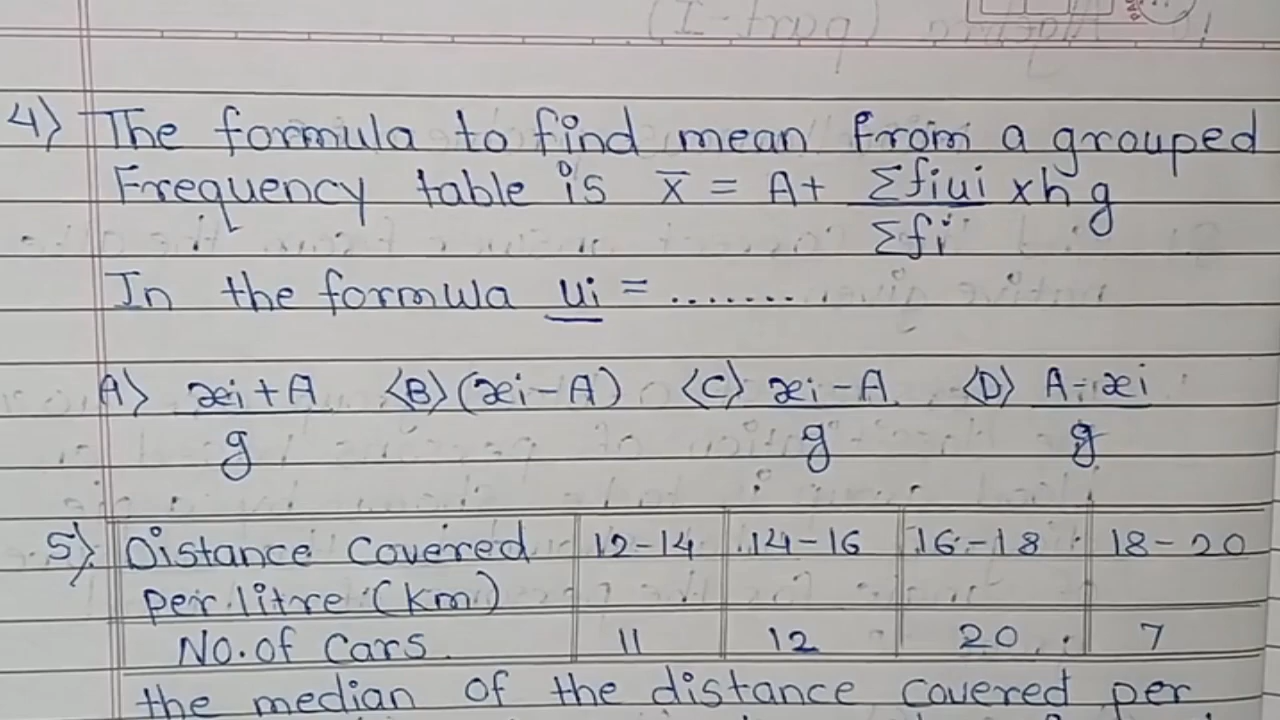 4) The formula to find mean from a grouped
Frequency table is x̄ = A+ Σfiui/Σfi ×h g
In the formula ui = ........
A) xi+A/g <B) (xi-A) <C) xi-A/g <D) A-xi/g
5) Distance Covered 12-14 14-16 16-18 18-20
per litre (km)
No. of Cars 11 12 20 7
the median of the distance covered per